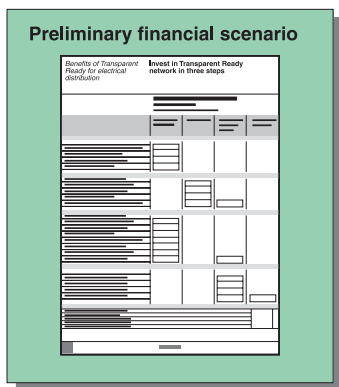 Preliminary financial scenario
Benefits of Transparent
Ready for electrical
distribution
Invest in Transparent Ready
network in three steps